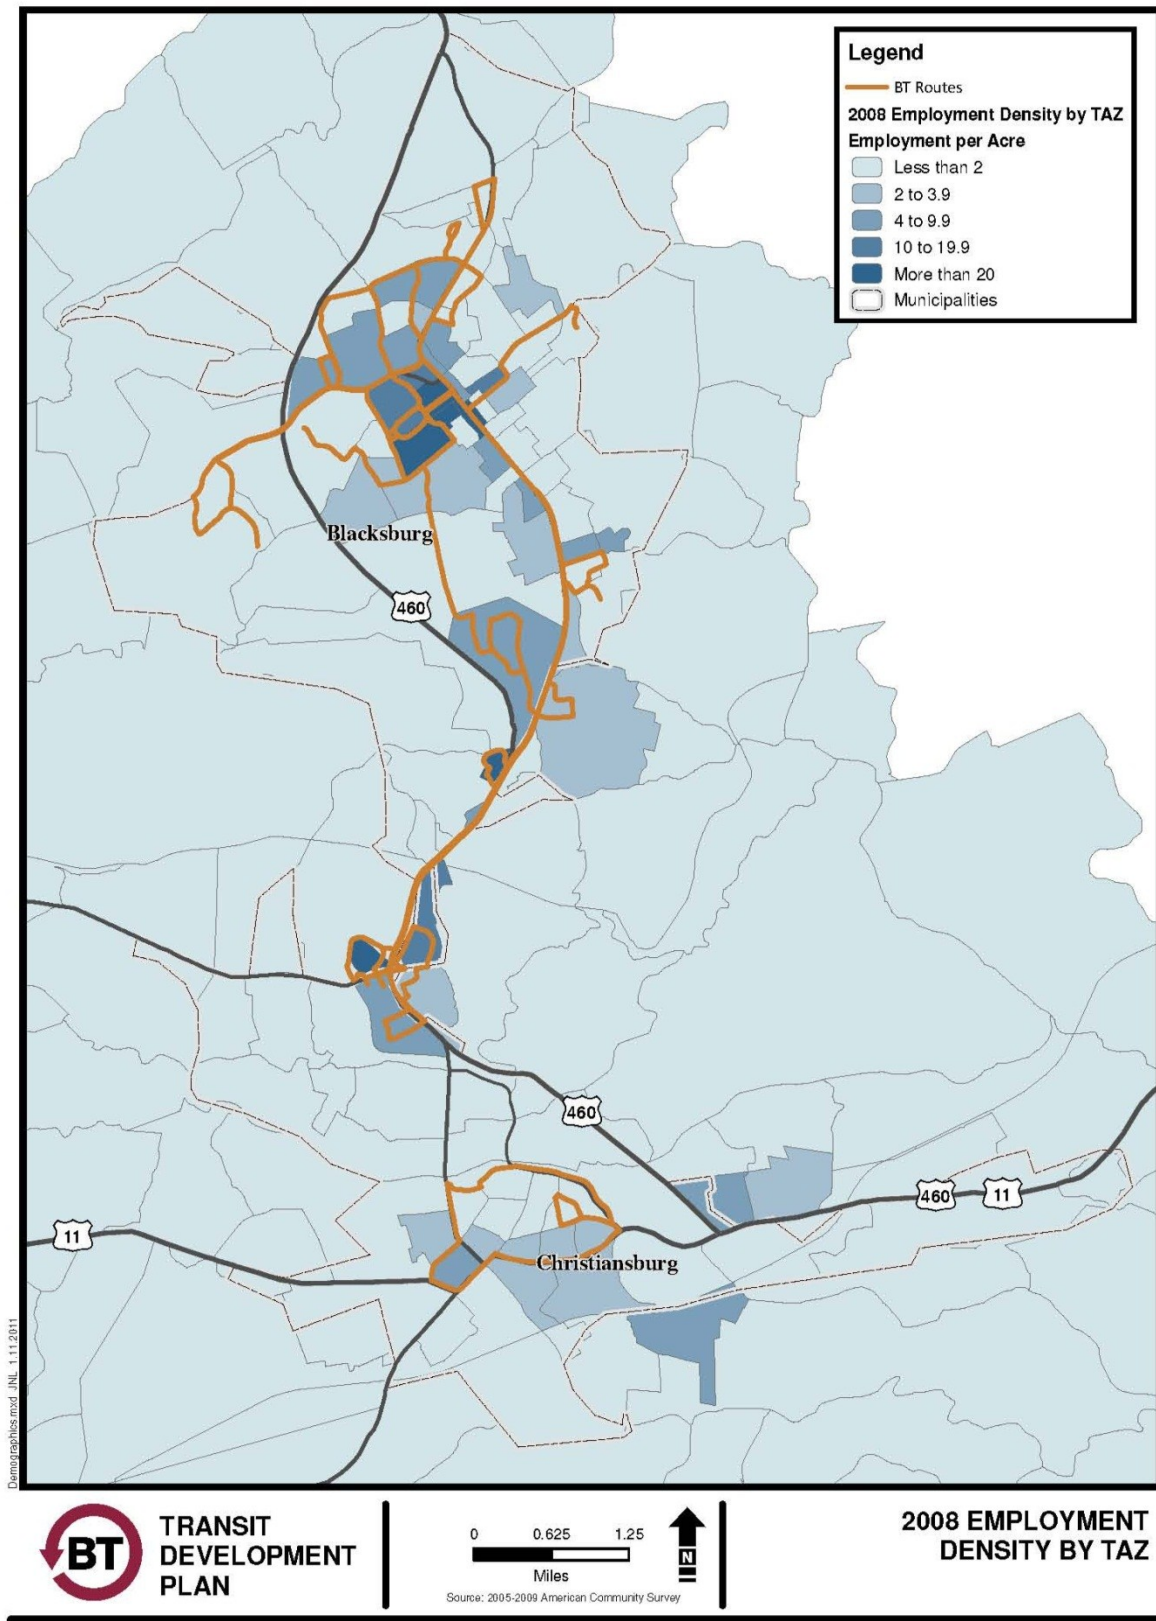 Legend
BT Routes
2008 Employment Density by TAZ
Employment per Acre
Less than 2
2 to 3.9
4 to 9.9
10 to 19.9
More than 20
Municipalities
Blacksburg
460
460
460
11
11
Christiansburg
Demographics.mxd JNL 1.11.2011
BT
TRANSIT
DEVELOPMENT
PLAN
0 0.625 1.25
Miles
Source: 2005-2009 American Community Survey
N
2008 EMPLOYMENT
DENSITY BY TAZ